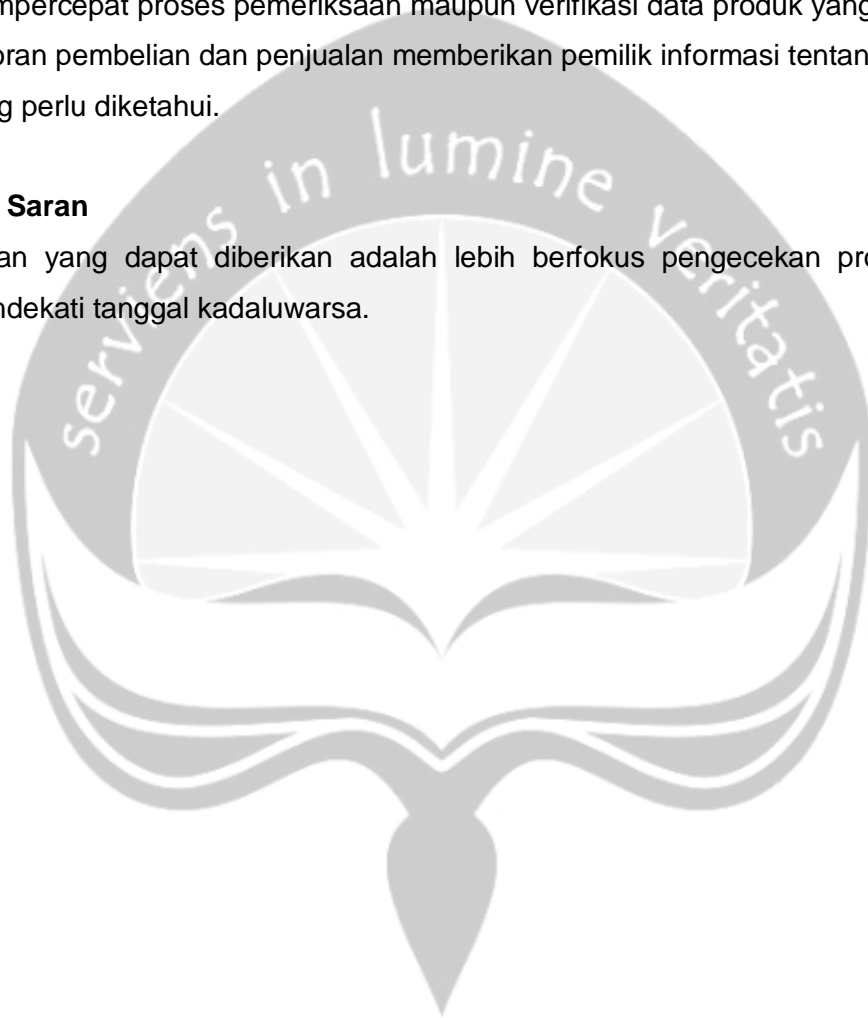 mpercepat proses pemeriksaan maupun verifikasi data produk yang
oran pembelian dan penjualan memberikan pemilik informasi tentan
g perlu diketahui.
Saran
an yang dapat diberikan adalah lebih berfokus pengecekan pro
ndekati tanggal kadaluwarsa.
serviens in lumine veritatis